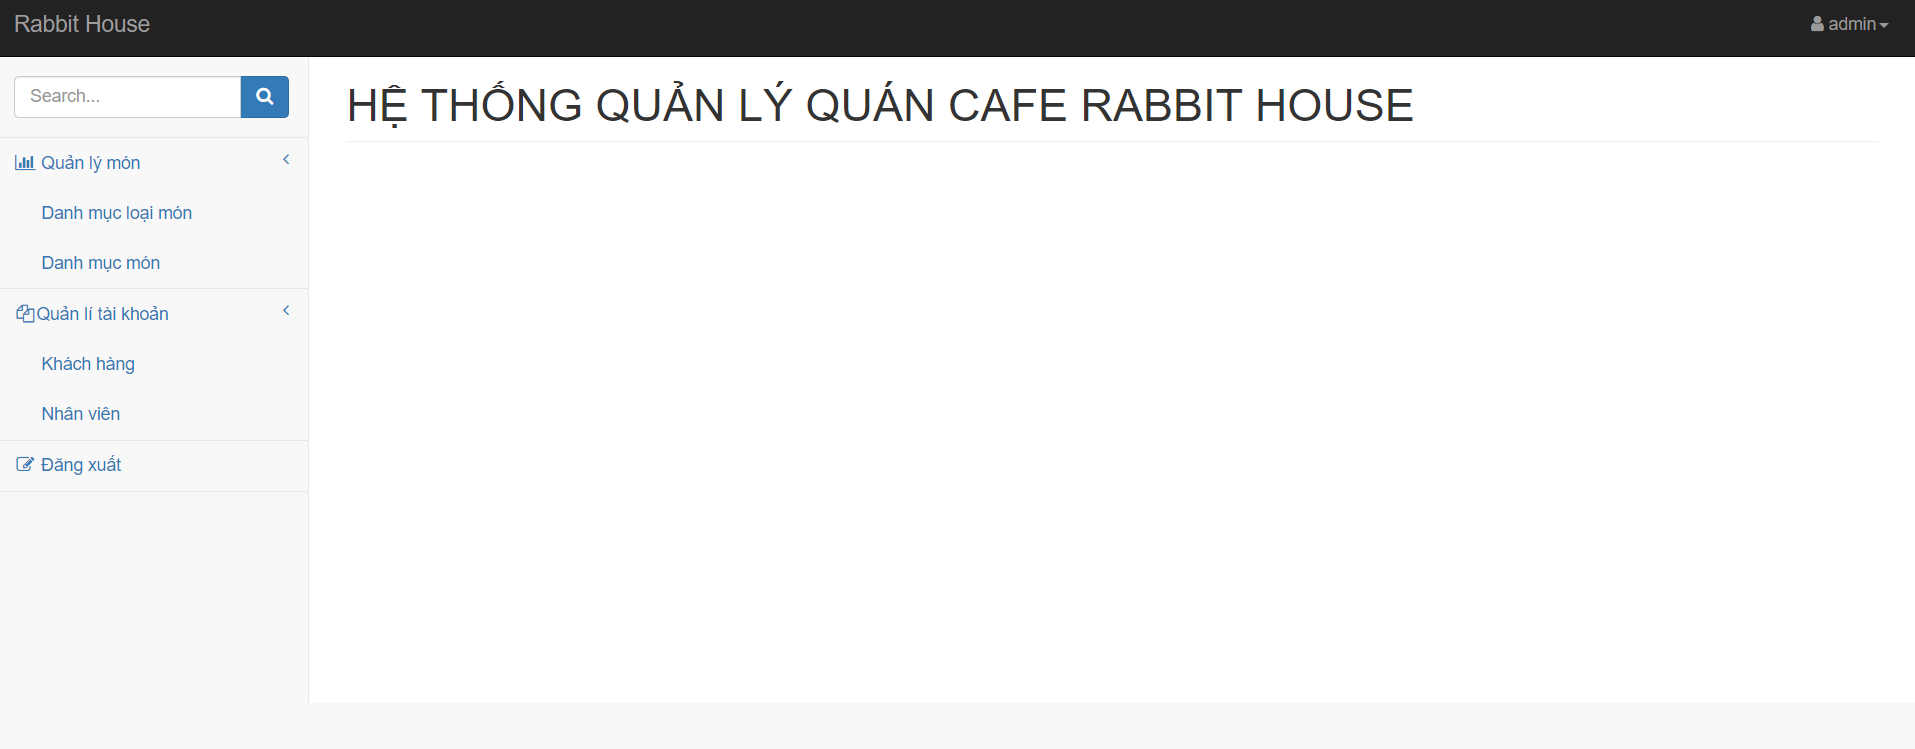 Rabbit House
admin
Search...
HỆ THỐNG QUẢN LÝ QUÁN CAFE RABBIT HOUSE
Quản lý món
Danh mục loại món
Danh mục món
Quản lí tài khoản
Khách hàng
Nhân viên
Đăng xuất